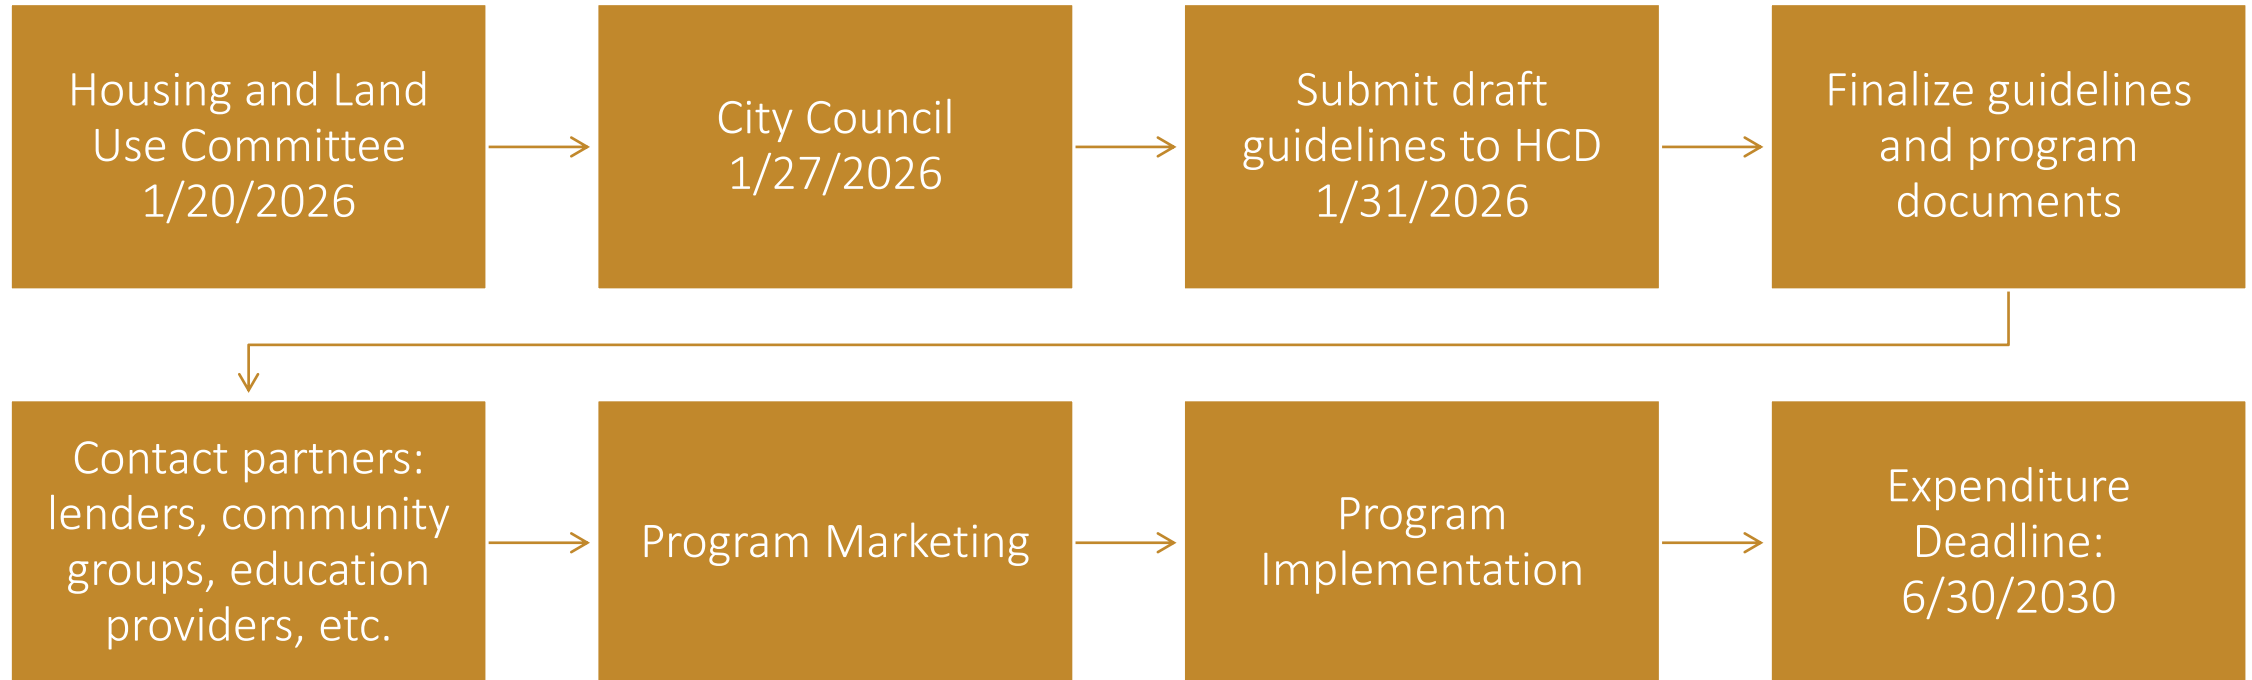 Housing and Land
Use Committee
1/20/2026
City Council
1/27/2026
Submit draft
guidelines to HCD
1/31/2026
Finalize guidelines
and program
documents
Contact partners:
lenders, community
groups, education
providers, etc.
Program Marketing
Program
Implementation
Expenditure
Deadline:
6/30/2030